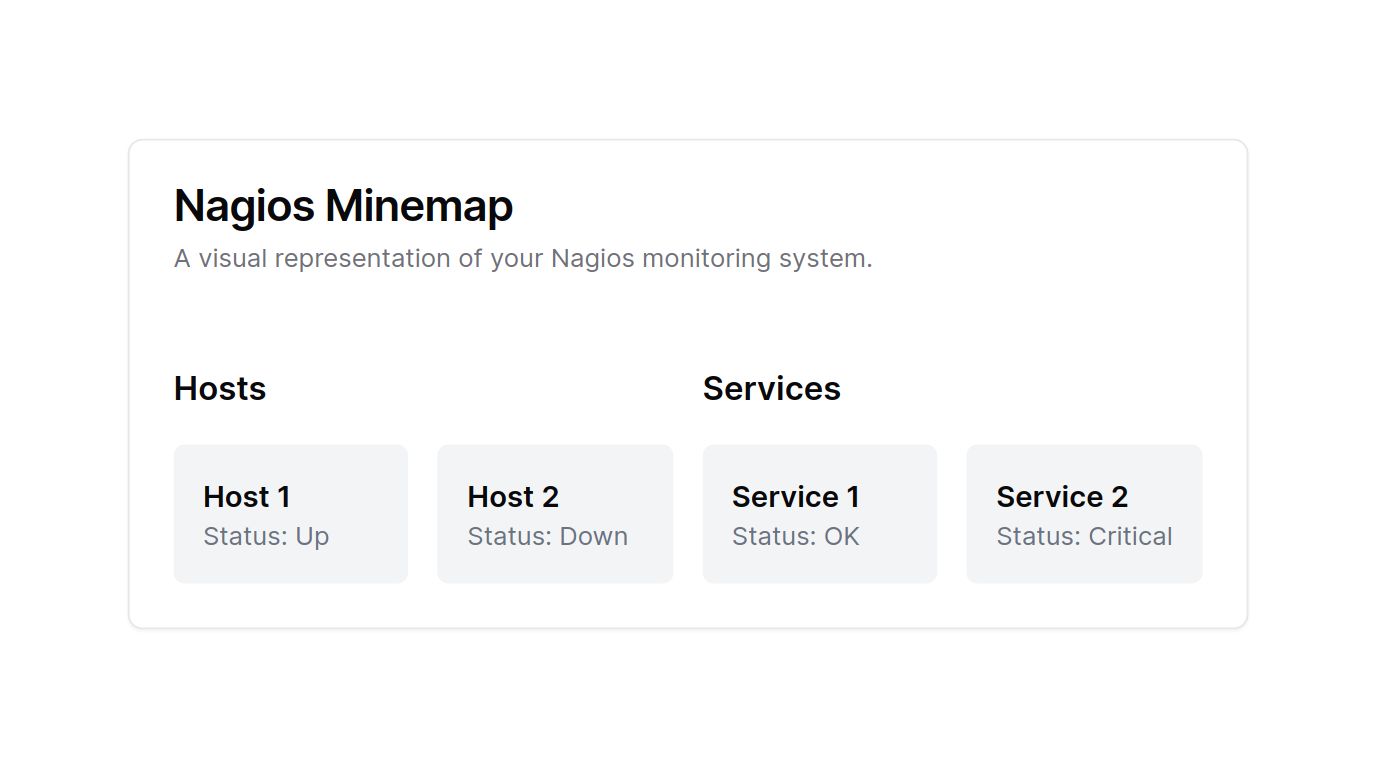 Nagios Minemap
A visual representation of your Nagios monitoring system.
Hosts
Host 1
Status: Up
Host 2
Status: Down
Services
Service 1
Status: OK
Service 2
Status: Critical